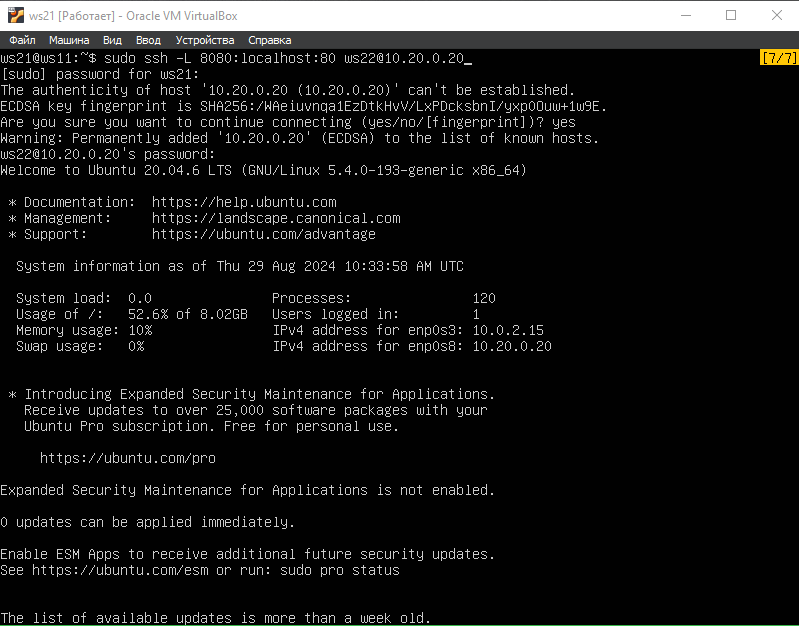 ws21 [Работает] - Oracle VM VirtualBox
Файл Машина Вид Ввод Устройства Справка
ws21@ws11:~$ sudo ssh -L 8080:localhost:80 ws22@10.20.0.20_ [7/7]
[sudo] password for ws21:
The authenticity of host '10.20.0.20 (10.20.0.20)' can't be established.
ECDSA key fingerprint is SHA256:/WAeiuvnqa1EzDtkHvV/LxPDcksbnI/yxpOOuw+1w9E.
Are you sure you want to continue connecting (yes/no/[fingerprint])? yes
Warning: Permanently added '10.20.0.20' (ECDSA) to the list of known hosts.
ws22@10.20.0.20's password:
Welcome to Ubuntu 20.04.6 LTS (GNU/Linux 5.4.0-193-generic x86_64)
* Documentation: https://help.ubuntu.com
* Management: https://landscape.canonical.com
* Support: https://ubuntu.com/advantage
System information as of Thu 29 Aug 2024 10:33:58 AM UTC
System load: 0.0 Processes: 120
Usage of /: 52.6% of 8.02GB Users logged in: 1
Memory usage: 10% IPv4 address for enp0s3: 10.0.2.15
Swap usage: 0% IPv4 address for enp0s8: 10.20.0.20
* Introducing Expanded Security Maintenance for Applications.
Receive updates to over 25,000 software packages with your
Ubuntu Pro subscription. Free for personal use.
https://ubuntu.com/pro
Expanded Security Maintenance for Applications is not enabled.
0 updates can be applied immediately.
Enable ESM Apps to receive additional future security updates.
See https://ubuntu.com/esm or run: sudo pro status
The list of available updates is more than a week old.